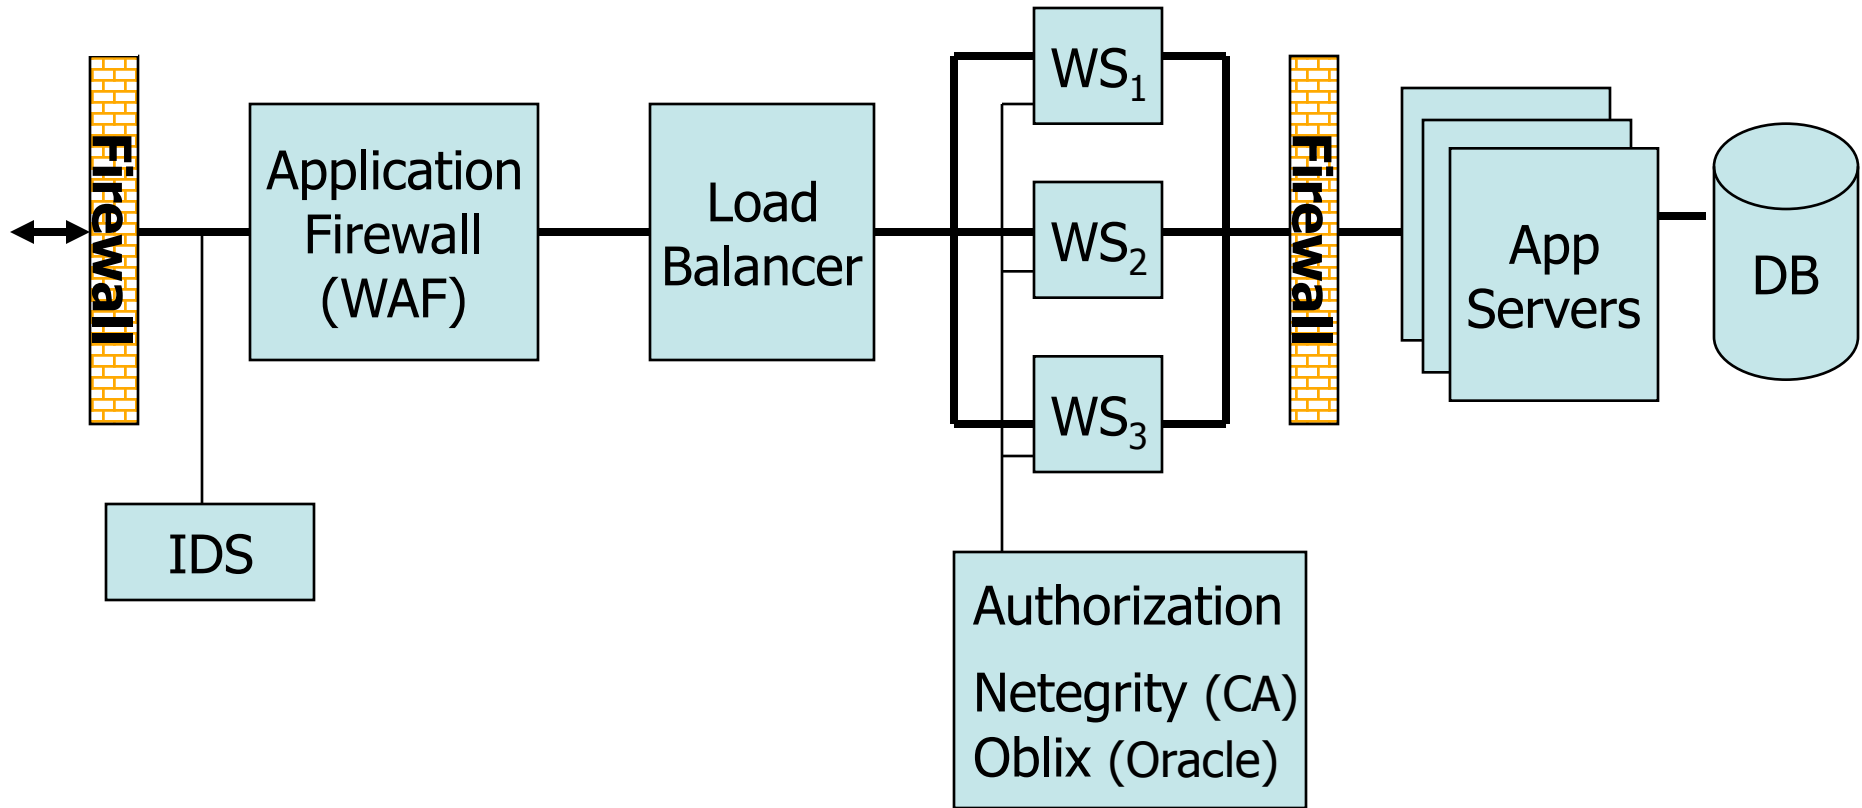 Firewall
Application
Firewall
(WAF)
Load
Balancer
WS1
WS2
WS3
Firewall
App
Servers
DB
IDS
Authorization
Netegrity (CA)
Oblix (Oracle)